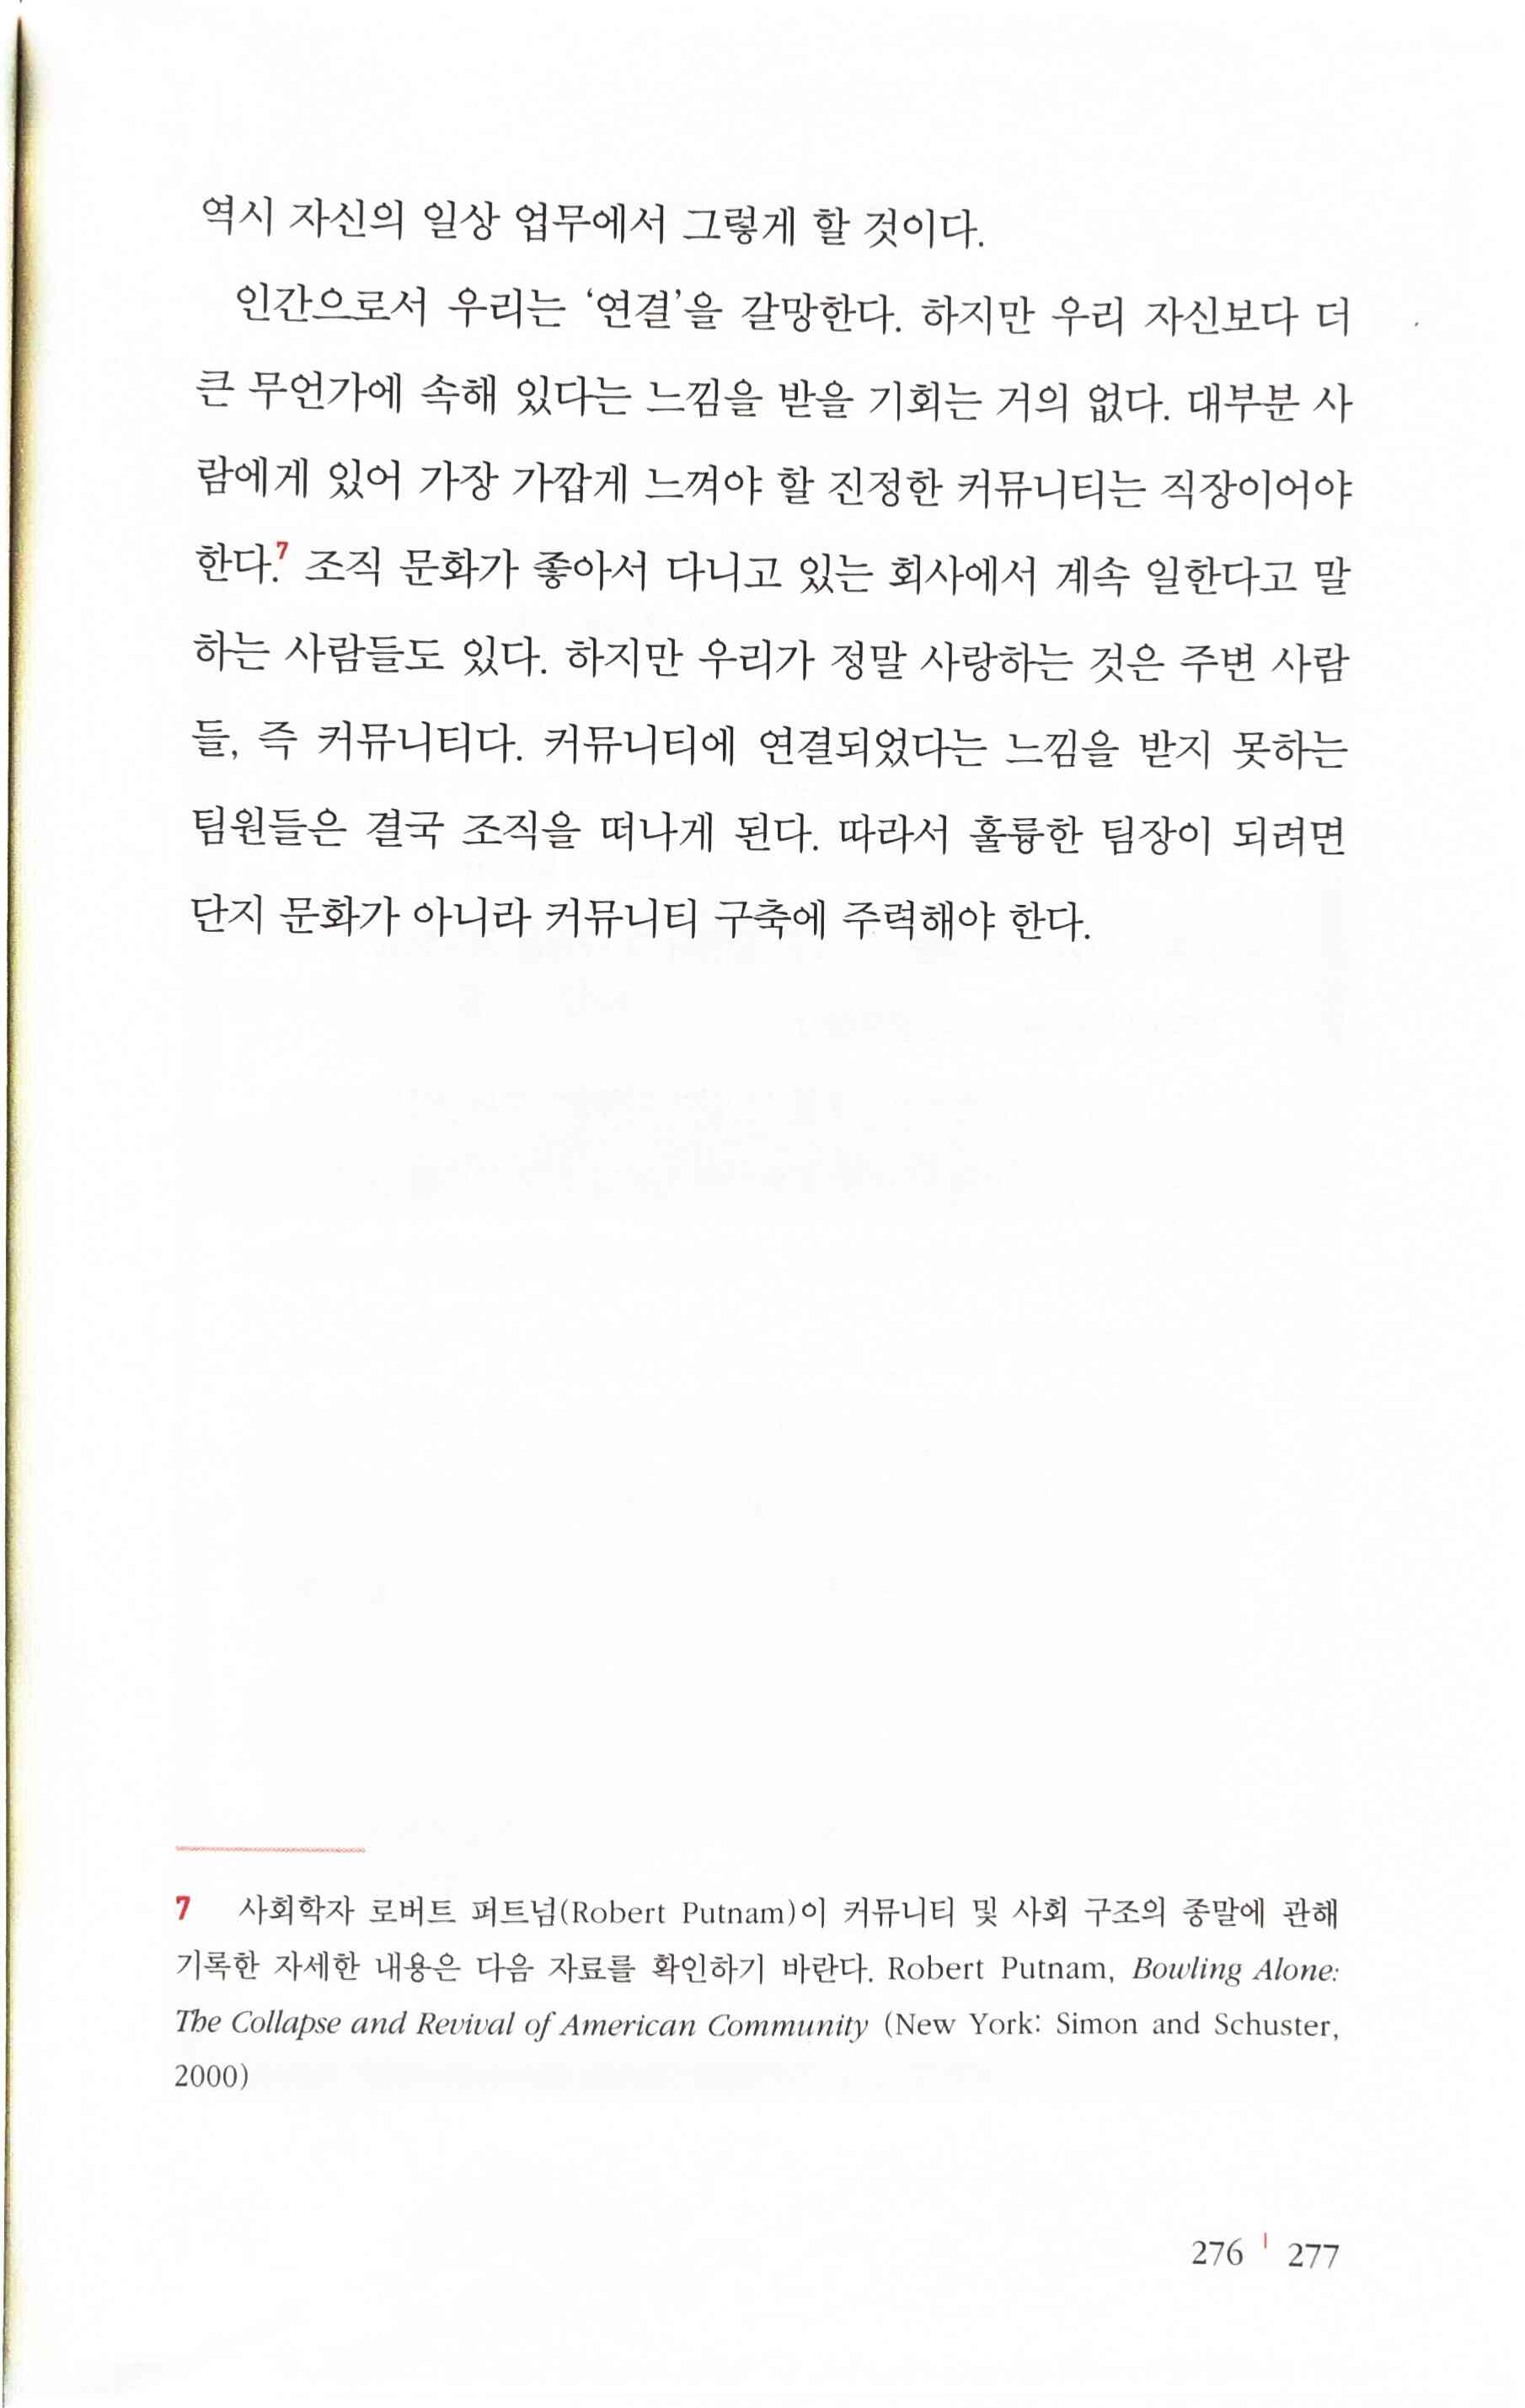 역시 자신의 일상 업무에서 그렇게 할 것이다.
인간으로서 우리는 ‘연결’을 갈망한다. 하지만 우리 자신보다 더
큰 무언가에 속해 있다는 느낌을 받을 기회는 거의 없다. 대부분 사
람에게 있어 가장 가깝게 느껴야 할 진정한 커뮤니티는 직장이어야
한다.7 조직 문화가 좋아서 다니고 있는 회사에서 계속 일한다고 말
하는 사람들도 있다. 하지만 우리가 정말 사랑하는 것은 주변 사람
들, 즉 커뮤니티다. 커뮤니티에 연결되었다는 느낌을 받지 못하는
팀원들은 결국 조직을 떠나게 된다. 따라서 훌륭한 팀장이 되려면
단지 문화가 아니라 커뮤니티 구축에 주력해야 한다.
7 사회학자 로버트 퍼트넘(Robert Putnam)이 커뮤니티 및 사회 구조의 종말에 관해
기록한 자세한 내용은 다음 자료를 확인하기 바란다. Robert Putnam, Bowling Alone:
The Collapse and Revival of American Community (New York: Simon and Schuster,
2000)
276 | 277